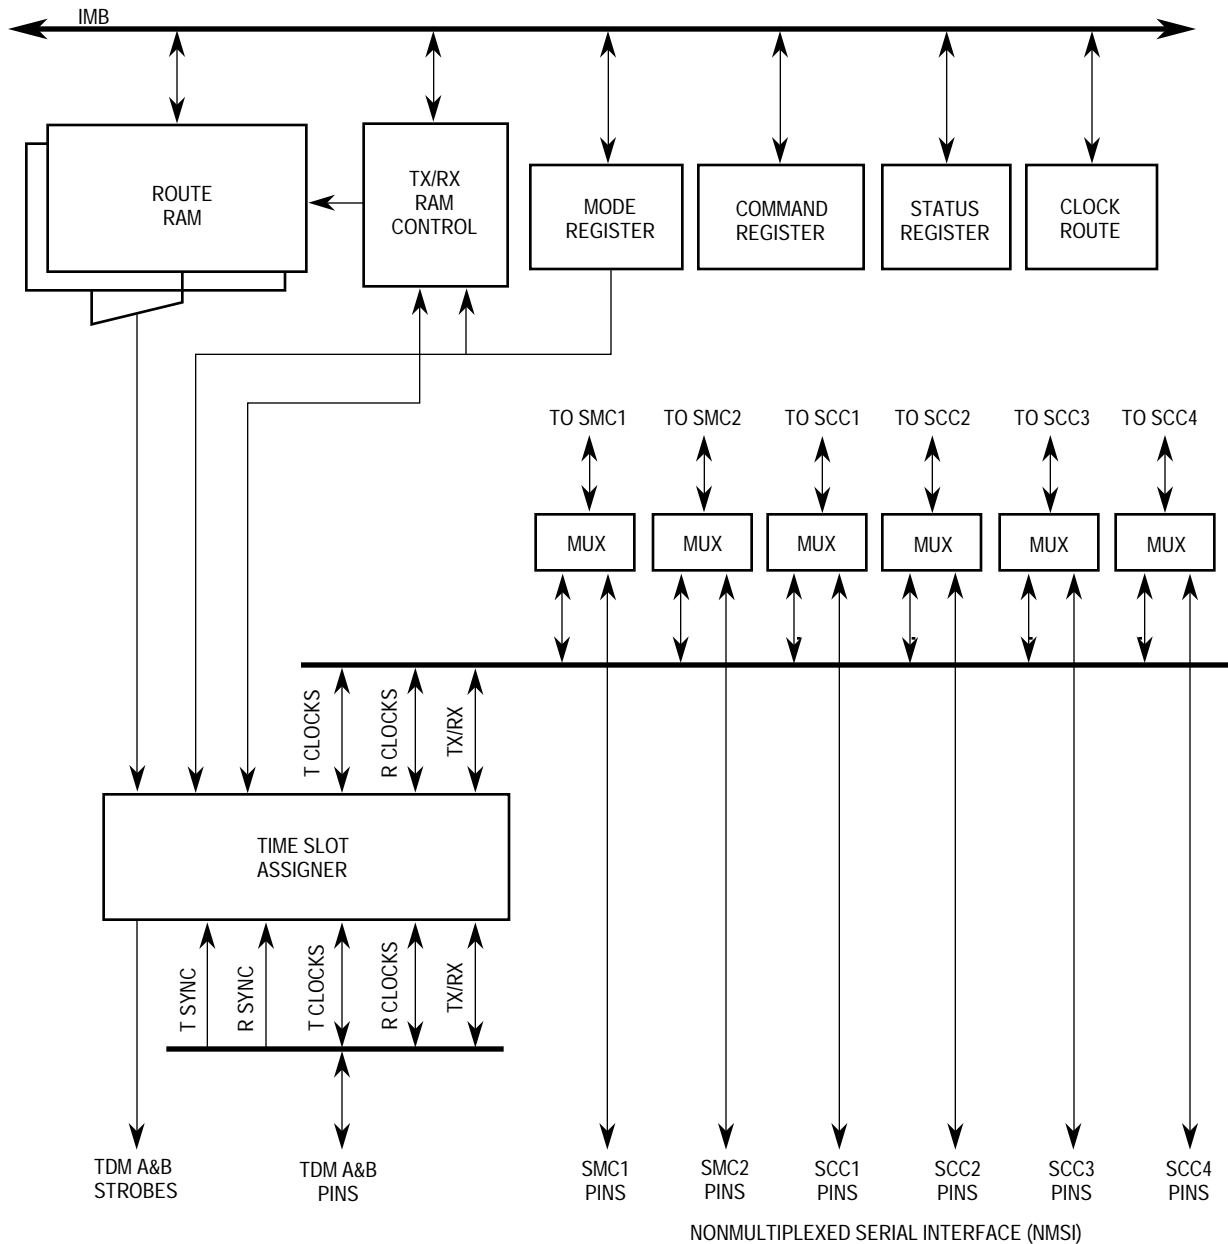 IMB
ROUTE
RAM
TX/RX
RAM
CONTROL
MODE
REGISTER
COMMAND
REGISTER
STATUS
REGISTER
CLOCK
ROUTE
TO SMC1
TO SMC2
TO SCC1
TO SCC2
TO SCC3
TO SCC4
MUX
MUX
MUX
MUX
MUX
MUX
T CLOCKS
R CLOCKS
TX/RX
TIME SLOT
ASSIGNER
T SYNC
R SYNC
T CLOCKS
R CLOCKS
TX/RX
TDM A&B
STROBES
TDM A&B
PINS
SMC1
PINS
SMC2
PINS
SCC1
PINS
SCC2
PINS
SCC3
PINS
SCC4
PINS
NONMULTIPLEXED SERIAL INTERFACE (NMSI)